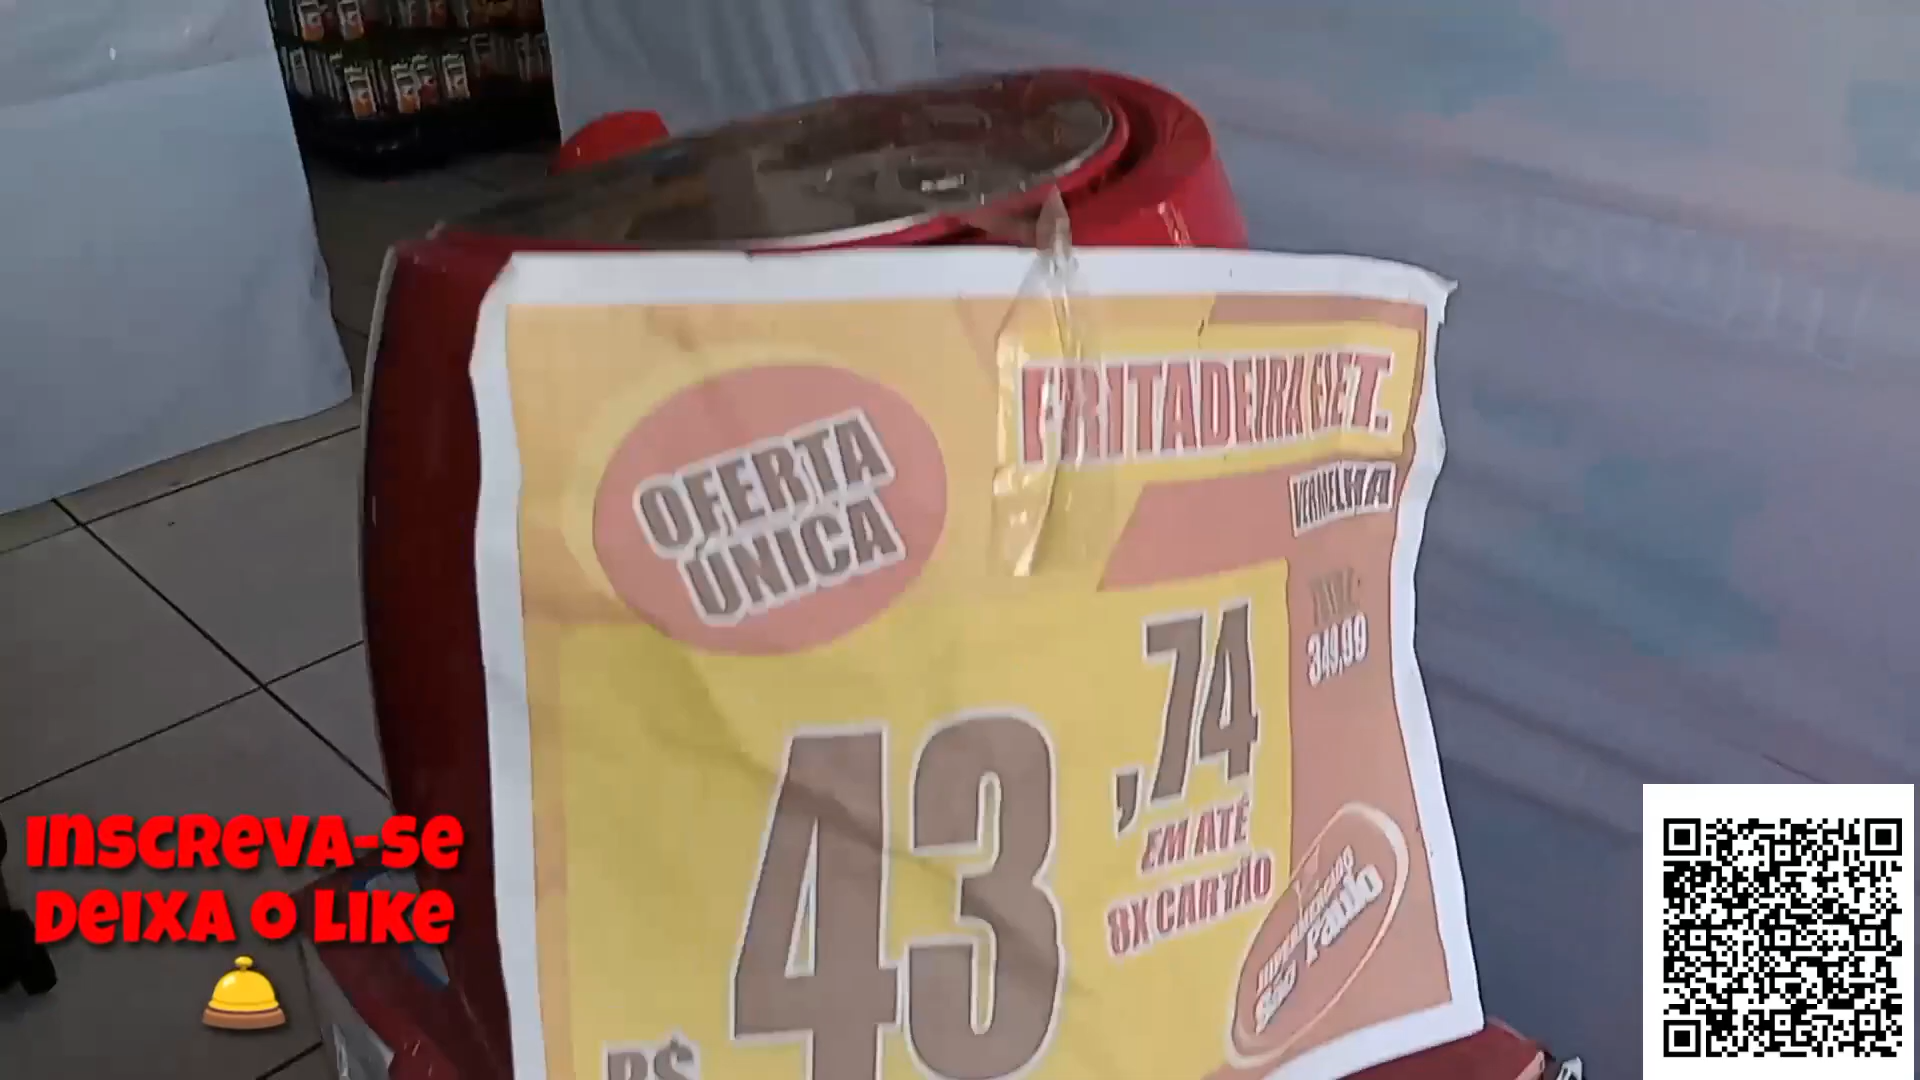 OFERTA
ÚNICA
FRITADEIRA ELET.
VERMELHA
349,99
R$ 43,74
EM ATÉ
8X CARTÃO
São Paulo
INSCREVA-SE
DEIXA O LIKE